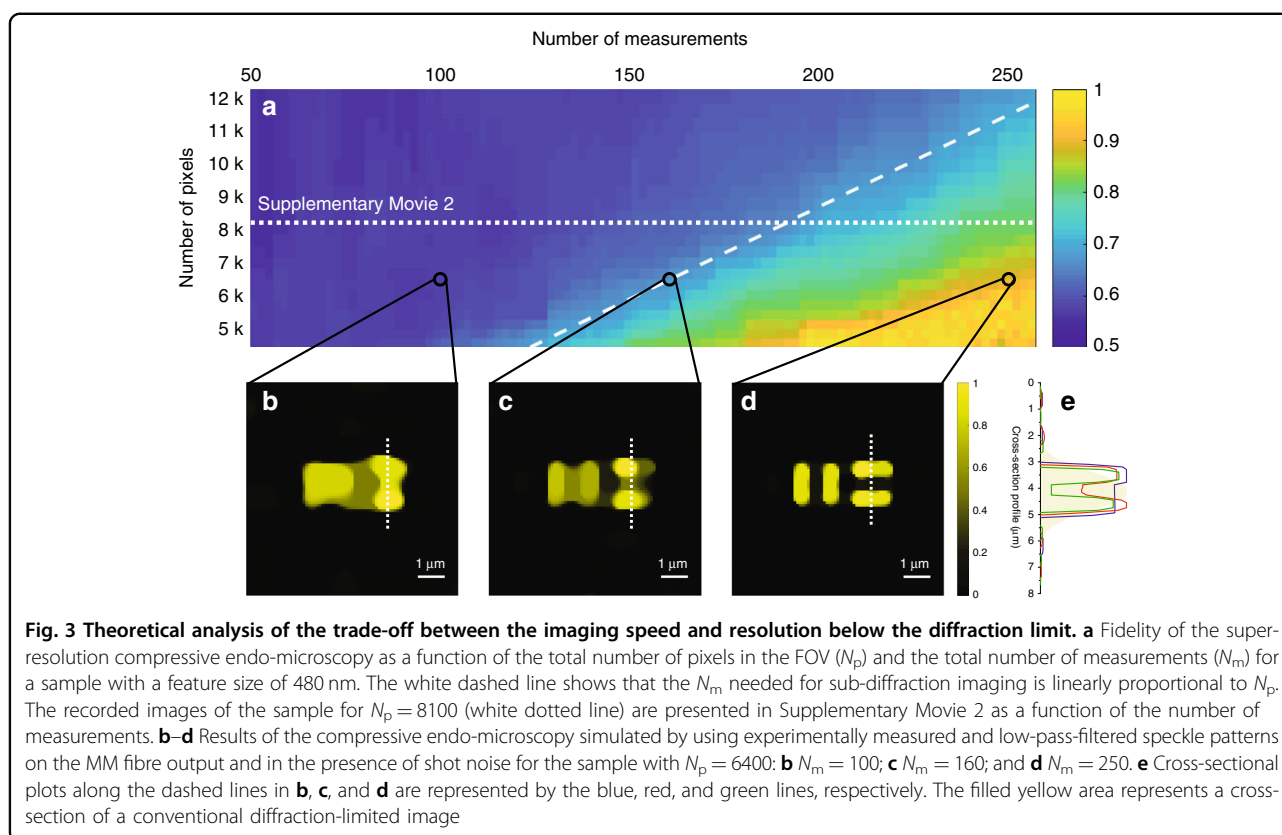 Number of measurements
50 100 150 200 250
12 k
11 k
10 k
9 k
8 k
7 k
6 k
5 k
Number of pixels
a
Supplementary Movie 2
1
0.9
0.8
0.7
0.6
0.5
b
1 μm
c
1 μm
d
1 μm
1
0.8
0.6
0.4
0.2
0
e
Cross-section profile (μm)
0
1
2
3
4
5
6
7
8
Fig. 3 Theoretical analysis of the trade-off between the imaging speed and resolution below the diffraction limit. a Fidelity of the super-
resolution compressive endo-microscopy as a function of the total number of pixels in the FOV (Np) and the total number of measurements (Nm) for
a sample with a feature size of 480 nm. The white dashed line shows that the Nm needed for sub-diffraction imaging is linearly proportional to Np.
The recorded images of the sample for Np = 8100 (white dotted line) are presented in Supplementary Movie 2 as a function of the number of
measurements. b–d Results of the compressive endo-microscopy simulated by using experimentally measured and low-pass-filtered speckle patterns
on the MM fibre output and in the presence of shot noise for the sample with Np = 6400: b Nm = 100; c Nm = 160; and d Nm = 250. e Cross-sectional
plots along the dashed lines in b, c, and d are represented by the blue, red, and green lines, respectively. The filled yellow area represents a cross-
section of a conventional diffraction-limited image